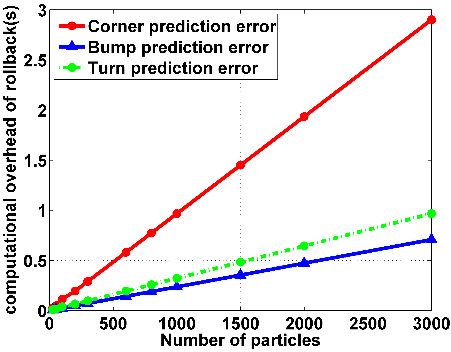 computational overhead of rollback(s)
3
2.5
2
1.5
1
0.5
0
Corner prediction error
Bump prediction error
Turn prediction error
0 500 1000 1500 2000 2500 3000
Number of particles